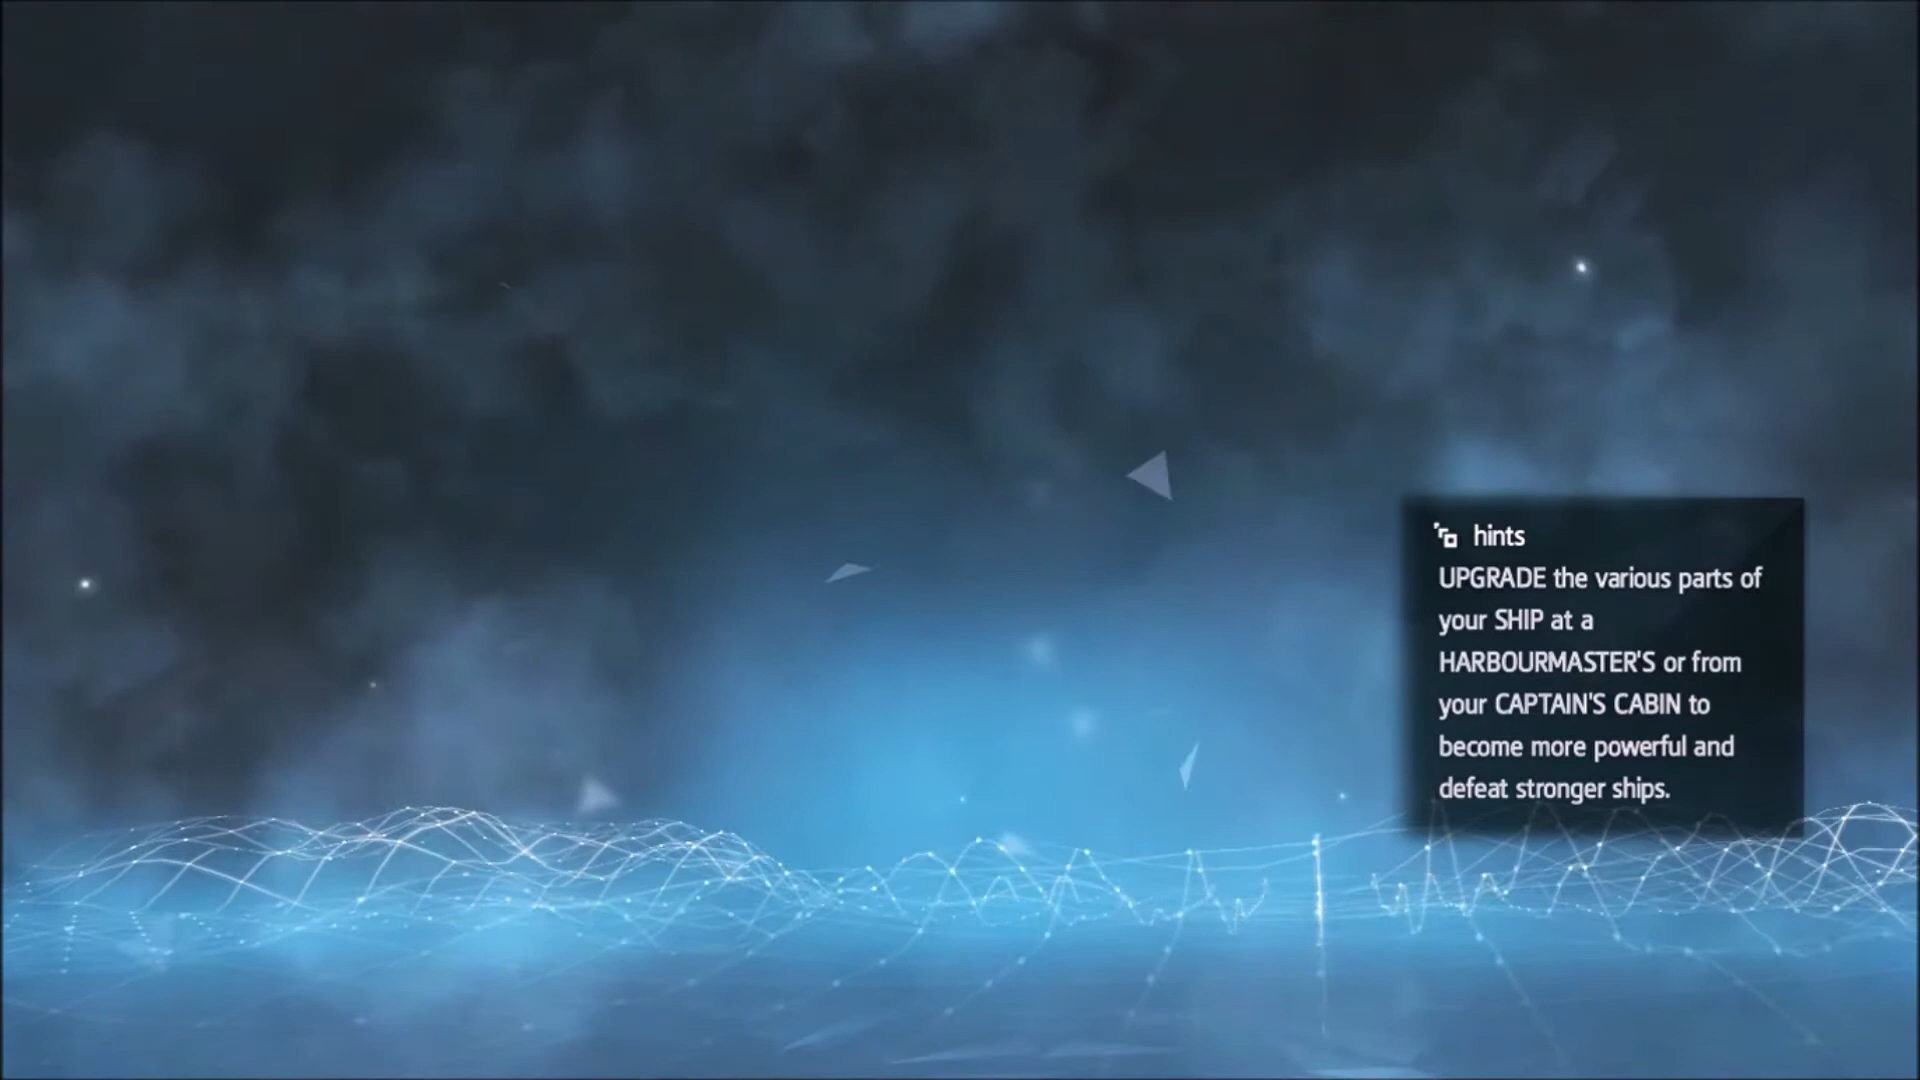 hints
UPGRADE the various parts of
your SHIP at a
HARBOURMASTER'S or from
your CAPTAIN'S CABIN to
become more powerful and
defeat stronger ships.